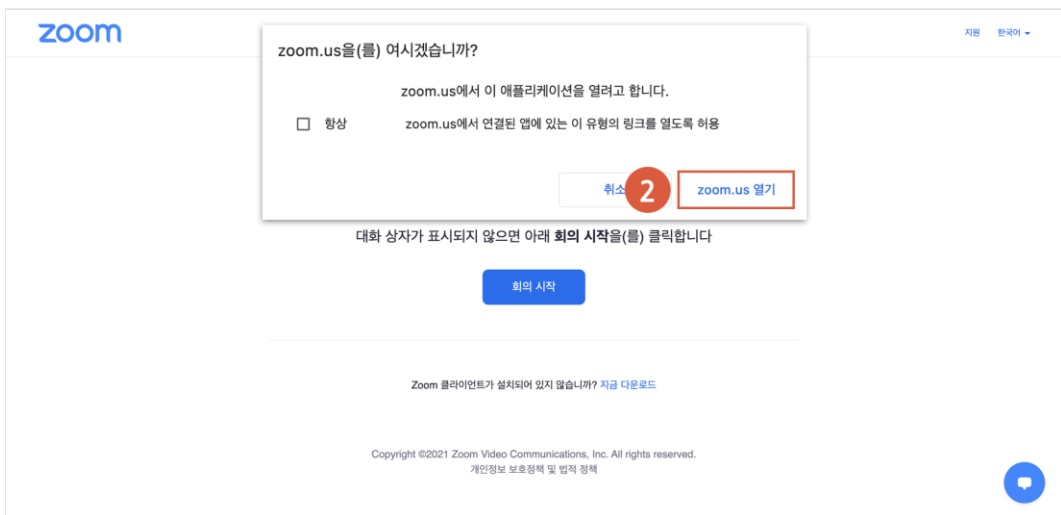 zoom
지원 한국어
zoom.us을(를) 여시겠습니까?
zoom.us에서 이 애플리케이션을 열려고 합니다.
항상 zoom.us에서 연결된 앱에 있는 이 유형의 링크를 열도록 허용
취소 2 zoom.us 열기
대화 상자가 표시되지 않으면 아래 회의 시작을(를) 클릭합니다
회의 시작
Zoom 클라이언트가 설치되어 있지 않습니까? 지금 다운로드
Copyright ©2021 Zoom Video Communications, Inc. All rights reserved.
개인정보 보호정책 및 법적 정책